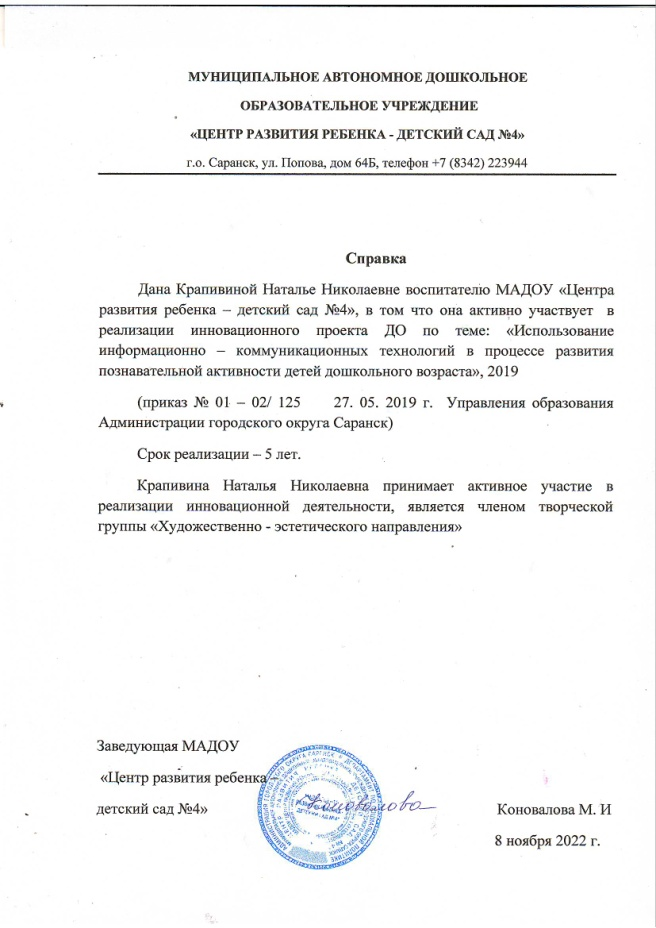 МУНИЦИПАЛЬНОЕ АВТОНОМНОЕ ДОШКОЛЬНОЕ
ОБРАЗОВАТЕЛЬНОЕ УЧРЕЖДЕНИЕ
«ЦЕНТР РАЗВИТИЯ РЕБЕНКА - ДЕТСКИЙ САД №4»
г.о. Саранск, ул. Попова, дом 64Б, телефон +7 (8342) 223944
Справка
Дана Крапивиной Наталье Николаевне воспитателю МАДОУ «Центра
развития ребенка – детский сад №4», в том что она активно участвует в
реализации инновационного проекта ДО по теме: «Использование
информационно – коммуникационных технологий в процессе развития
познавательной активности детей дошкольного возраста», 2019
(приказ № 01 – 02/ 125 27. 05. 2019 г. Управления образования
Администрации городского округа Саранск)
Срок реализации – 5 лет.
Крапивина Наталья Николаевна принимает активное участие в
реализации инновационной деятельности, является членом творческой
группы «Художественно - эстетического направления»
Заведующая МАДОУ
«Центр развития ребенка –
детский сад №4» Коновалова Коновалова М. И
8 ноября 2022 г.